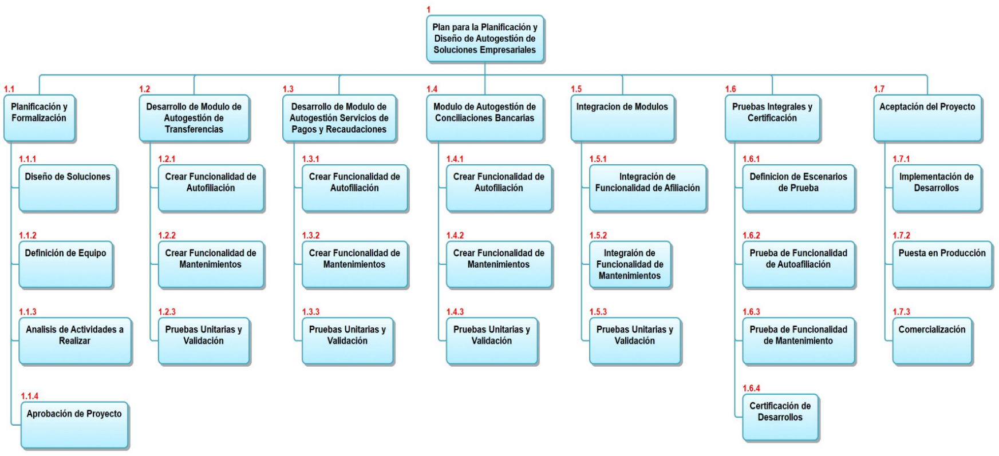 1
Plan para la Planificación y
Diseño de Autogestión de
Soluciones Empresariales
1.1
Planificación y
Formalización
1.1.1
Diseño de Soluciones
1.1.2
Definición de Equipo
1.1.3
Analisis de Actividades a
Realizar
1.1.4
Aprobación de Proyecto
1.2
Desarrollo de Modulo de
Autogestión de
Transferencias
1.2.1
Crear Funcionalidad de
Autofiliación
1.2.2
Crear Funcionalidad de
Mantenimientos
1.2.3
Pruebas Unitarias y
Validación
1.3
Desarrollo de Modulo de
Autogestión Servicios de
Pagos y Recaudaciones
1.3.1
Crear Funcionalidad de
Autofiliación
1.3.2
Crear Funcionalidad de
Mantenimientos
1.3.3
Pruebas Unitarias y
Validación
1.4
Modulo de Autogestión de
Conciliaciones Bancarias
1.4.1
Crear Funcionalidad de
Autofiliación
1.4.2
Crear Funcionalidad de
Mantenimientos
1.4.3
Pruebas Unitarias y
Validación
1.5
Integracion de Modulos
1.5.1
Integración de
Funcionalidad de Afiliación
1.5.2
Integraión de
Funcionalidad de
Mantenimientos
1.5.3
Pruebas Unitarias y
Validación
1.6
Pruebas Integrales y
Certificación
1.6.1
Definicion de Escenarios
de Prueba
1.6.2
Prueba de Funcionalidad
de Autoafiliación
1.6.3
Prueba de Funcionalidad
de Mantenimiento
1.6.4
Certificación de
Desarrollos
1.7
Aceptación del Proyecto
1.7.1
Implementación de
Desarrollos
1.7.2
Puesta en Producción
1.7.3
Comercialización